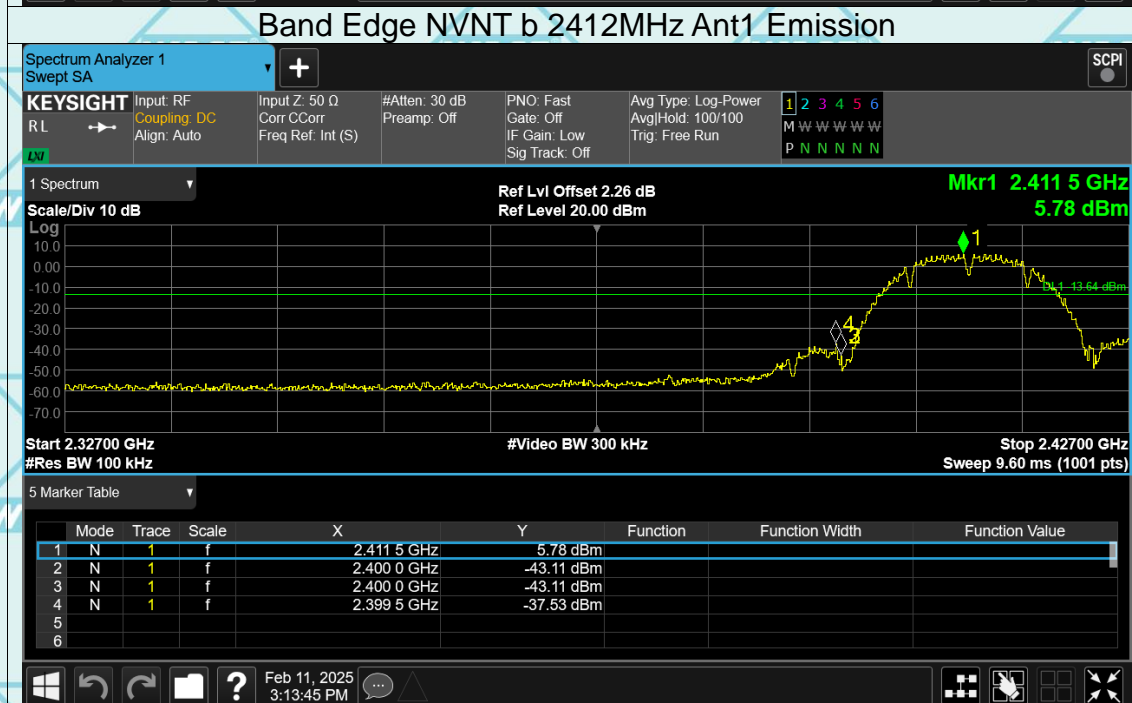 Band Edge NVNT b 2412MHz Ant1 Emission
Spectrum Analyzer 1
Swept SA
+
SCPI
KEYSIGHT Input: RF Input Z: 50 Ω #Atten: 30 dB PNO: Fast Avg Type: Log-Power 1 2 3 4 5 6
RL Coupling: DC Corr CCorr Preamp: Off Gate: Off Avg|Hold: 100/100 M W W W W W
Align: Auto Freq Ref: Int (S) IF Gain: Low Trig: Free Run P N N N N N
LXI Sig Track: Off
1 Spectrum Ref Lvl Offset 2.26 dB Mkr1 2.411 5 GHz
Scale/Div 10 dB Ref Level 20.00 dBm 5.78 dBm
Log
1
10.0
0.00
-10.0 DL1 -13.64 dBm
-20.0
-30.0 4
-40.0
-50.0
-60.0
-70.0
Start 2.32700 GHz #Video BW 300 kHz Stop 2.42700 GHz
#Res BW 100 kHz Sweep 9.60 ms (1001 pts)
5 Marker Table
Mode Trace Scale X Y Function Function Width Function Value
1 N 1 f 2.411 5 GHz 5.78 dBm
2 N 1 f 2.400 0 GHz -43.11 dBm
3 N 1 f 2.400 0 GHz -43.11 dBm
4 N 1 f 2.399 5 GHz -37.53 dBm
5
6
? Feb 11, 2025
3:13:45 PM